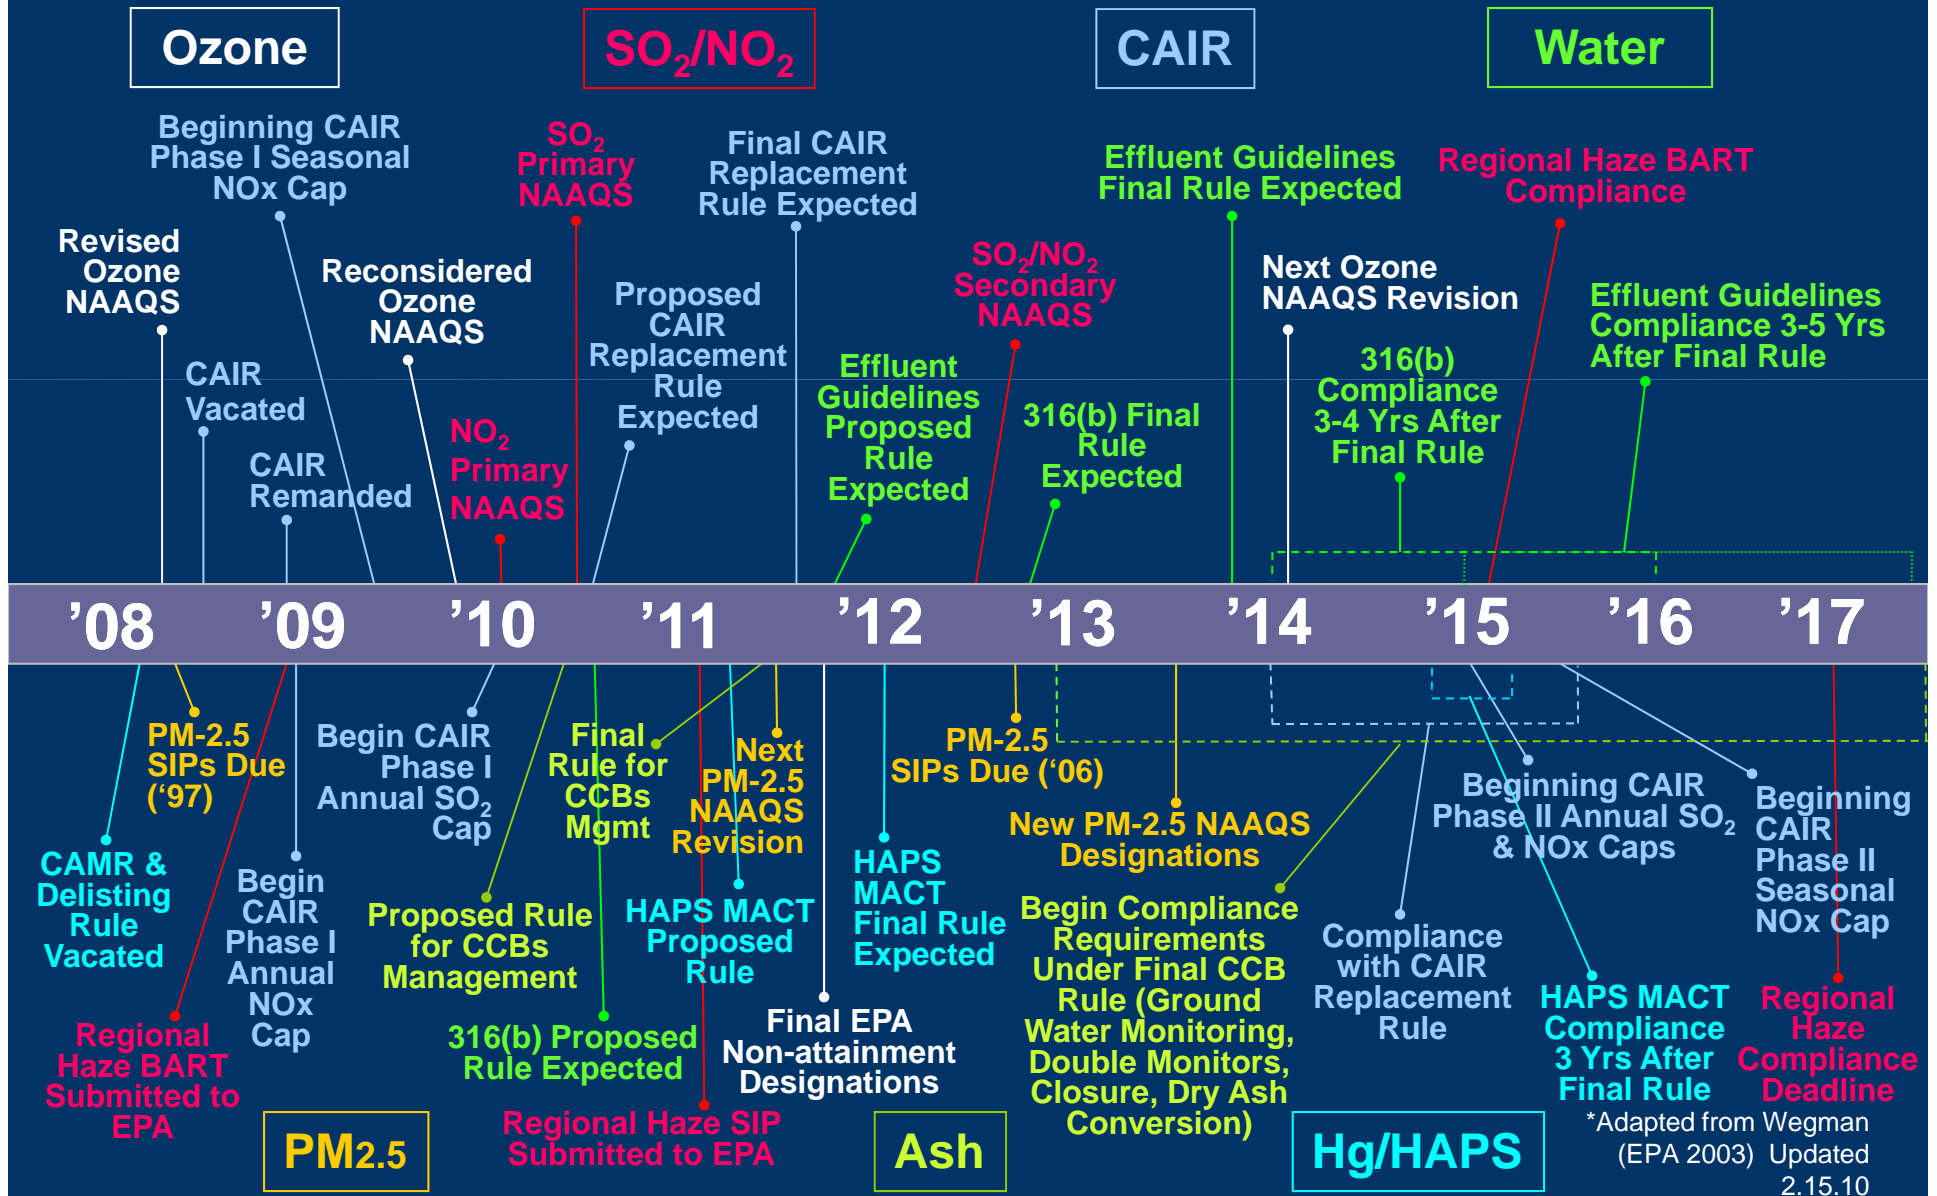 Ozone
SO2/NO2
CAIR
Water
Beginning CAIR
Phase I Seasonal
NOx Cap
SO2
Primary
NAAQS
Final CAIR
Replacement
Rule Expected
Effluent Guidelines
Final Rule Expected
Regional Haze BART
Compliance
Revised
Ozone
NAAQS
Reconsidered
Ozone
NAAQS
Proposed
CAIR
Replacement
Rule
Expected
SO2/NO2
Secondary
NAAQS
Next Ozone
NAAQS Revision
Effluent Guidelines
Compliance 3-5 Yrs
After Final Rule
CAIR
Vacated
CAIR
Remanded
NO2
Primary
NAAQS
Effluent
Guidelines
Proposed
Rule
Expected
316(b) Final
Rule
Expected
316(b)
Compliance
3-4 Yrs After
Final Rule
’08 ’09 ’10 ’11 ’12 ’13 ’14 ’15 ’16 ’17
PM-2.5
SIPs Due
(‘97)
Begin CAIR
Phase I
Annual SO2
Cap
Final
Rule for
CCBs
Mgmt
Next
PM-2.5
NAAQS
Revision
PM-2.5
SIPs Due (‘06)
New PM-2.5 NAAQS
Designations
Beginning CAIR
Phase II Annual SO2
& NOx Caps
Beginning
CAIR
Phase II
Seasonal
NOx Cap
CAMR &
Delisting
Rule
Vacated
Begin
CAIR
Phase I
Annual
NOx
Cap
Proposed Rule
for CCBs
Management
HAPS MACT
Proposed
Rule
HAPS
MACT
Final Rule
Expected
Begin Compliance
Requirements
Under Final CCB
Rule (Ground
Water Monitoring,
Double Monitors,
Closure, Dry Ash
Conversion)
Compliance
with CAIR
Replacement
Rule
HAPS MACT
Compliance
3 Yrs After
Final Rule
Regional
Haze
Compliance
Deadline
Regional
Haze BART
Submitted to
EPA
316(b) Proposed
Rule Expected
Final EPA
Non-attainment
Designations
Regional Haze SIP
Submitted to EPA
PM2.5
Ash
Hg/HAPS
*Adapted from Wegman
(EPA 2003) Updated
2.15.10